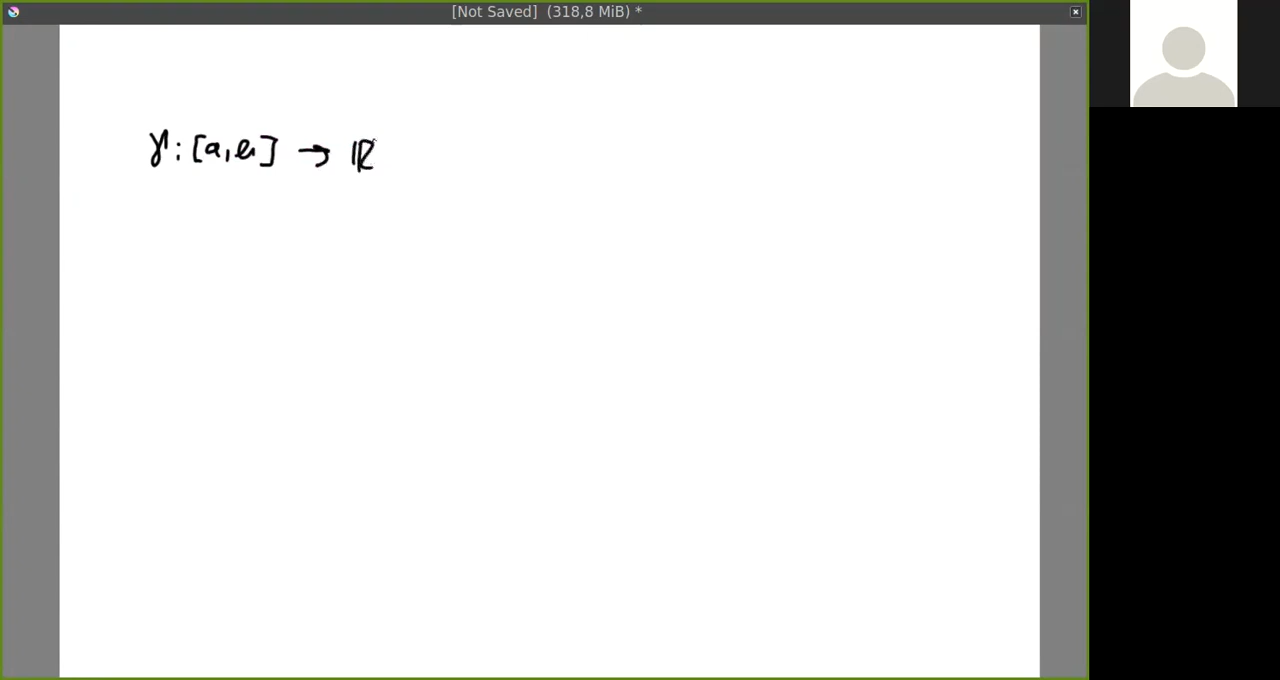 [Not Saved] (318,8 MiB) *
γ : [a, b] → ℝ